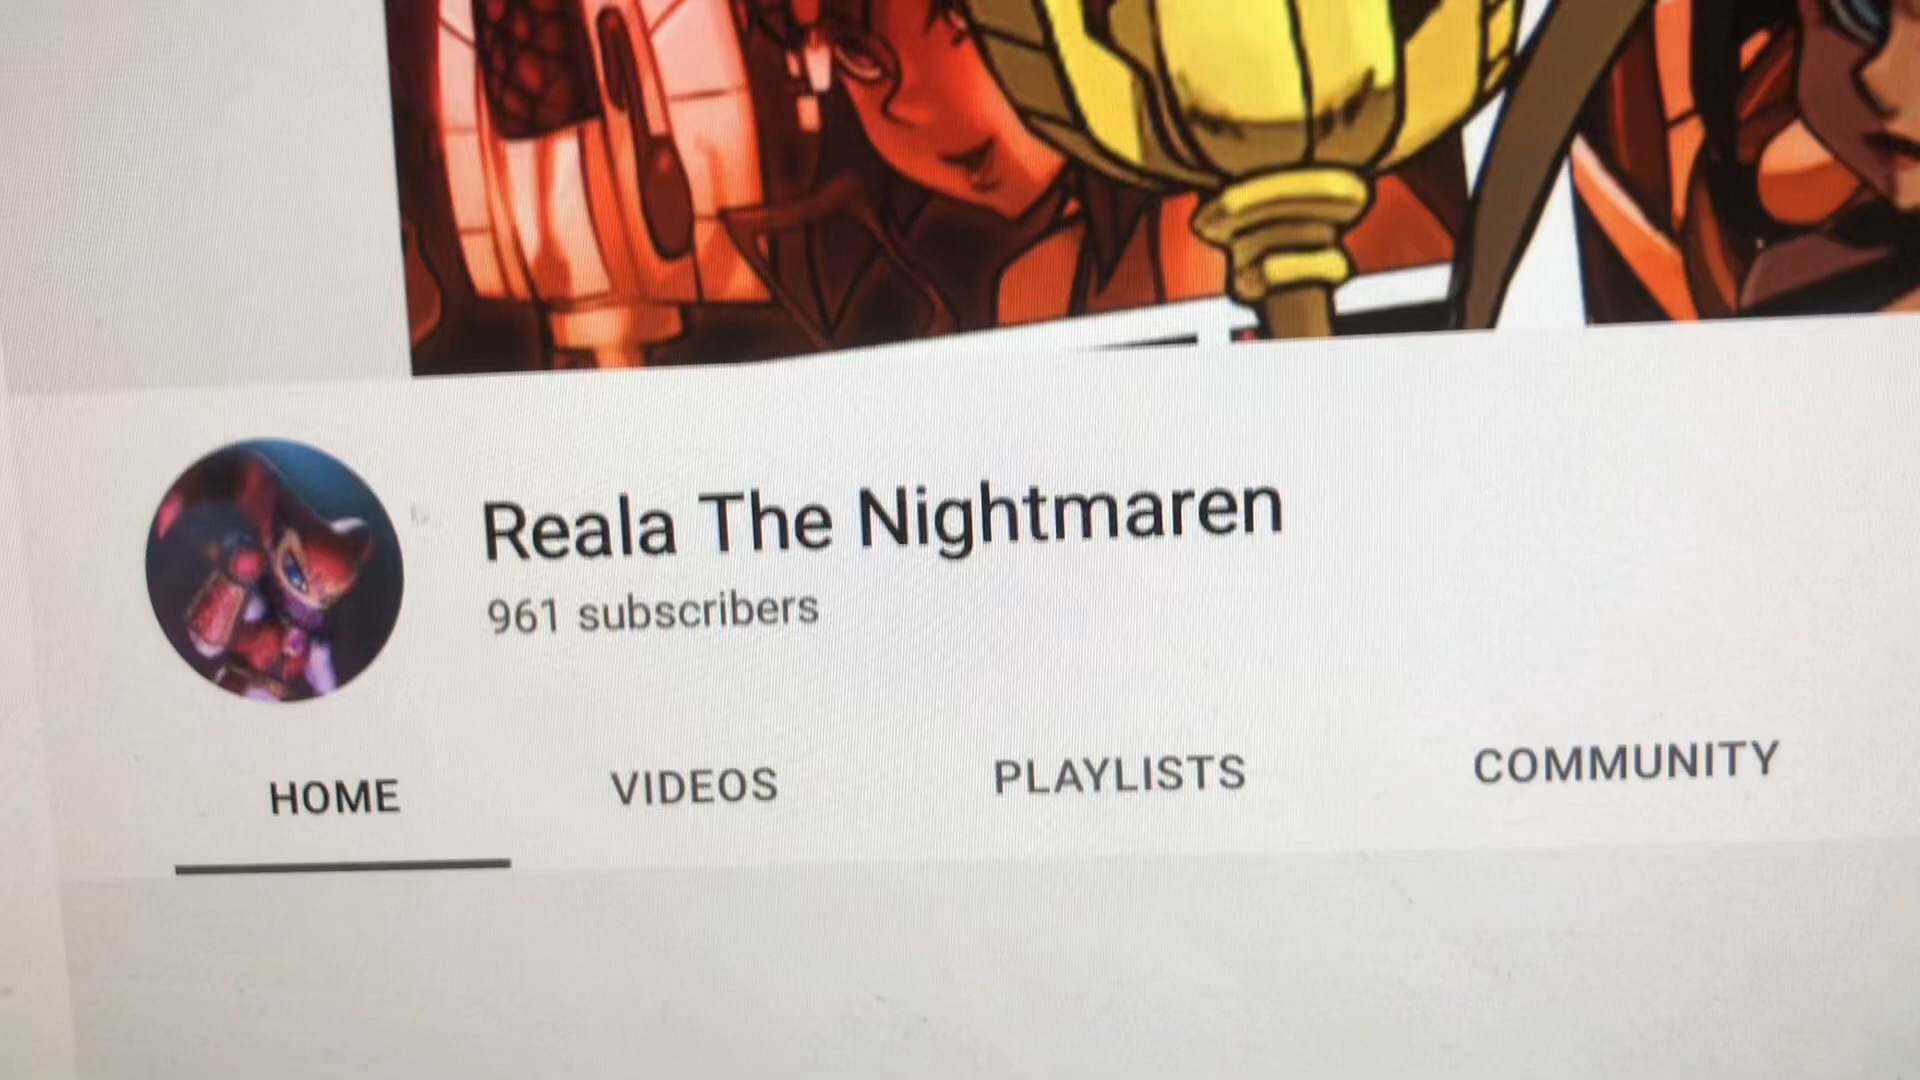 Reala The Nightmaren
961 subscribers
HOME VIDEOS PLAYLISTS COMMUNITY